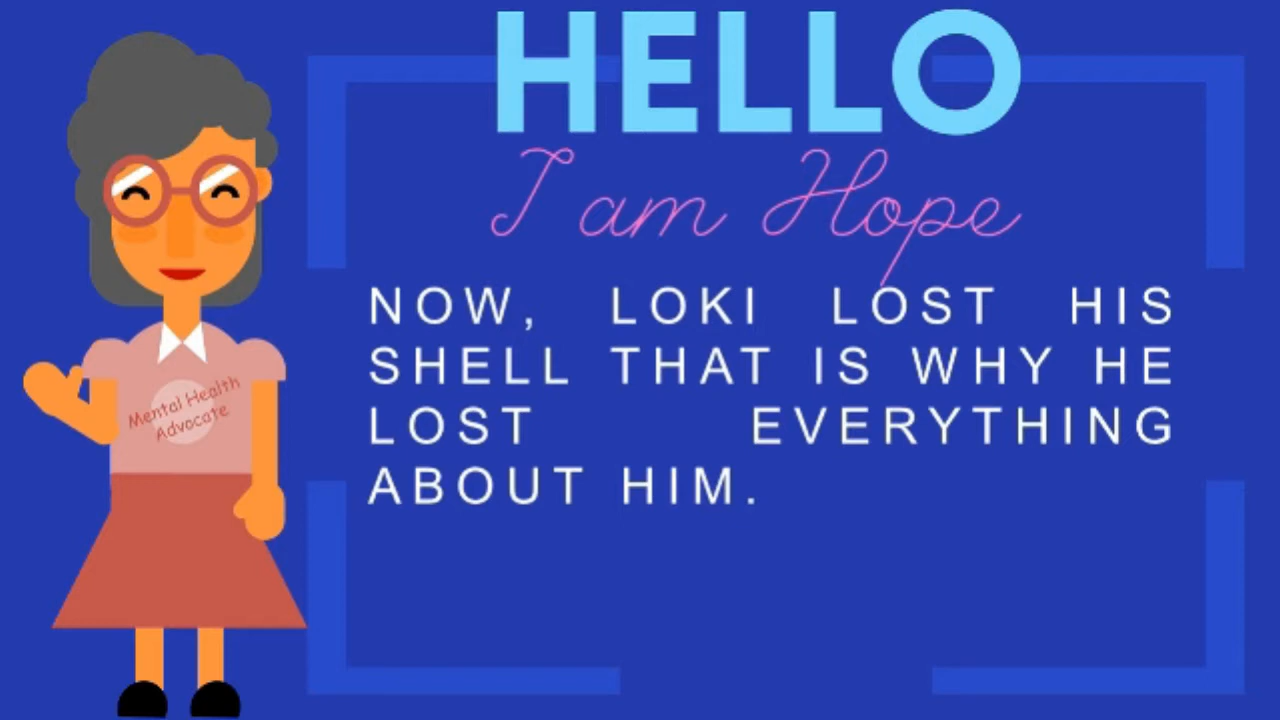 HELLO
I am Hope
NOW, LOKI LOST HIS
SHELL THAT IS WHY HE
LOST EVERYTHING
ABOUT HIM.
Mental Health
Advocate